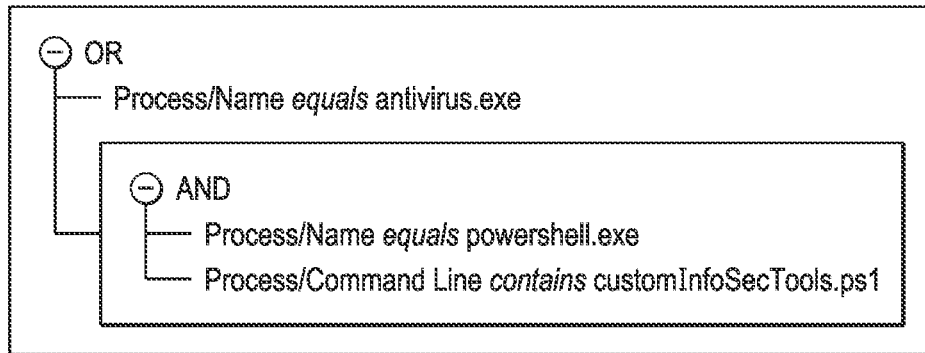 OR
Process/Name equals antivirus.exe
AND
Process/Name equals powershell.exe
Process/Command Line contains customInfoSecTools.ps1